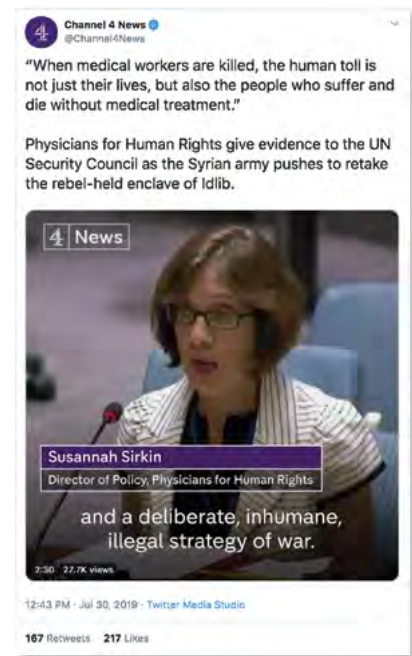 Channel 4 News
@Channel4News
“When medical workers are killed, the human toll is
not just their lives, but also the people who suffer and
die without medical treatment.”
Physicians for Human Rights give evidence to the UN
Security Council as the Syrian army pushes to retake
the rebel-held enclave of Idlib.
4 News
Susannah Sirkin
Director of Policy, Physicians for Human Rights
and a deliberate, inhumane,
illegal strategy of war.
2:30 27.7K views
12:43 PM · Jul 30, 2019 · Twitter Media Studio
167 Retweets 217 Likes